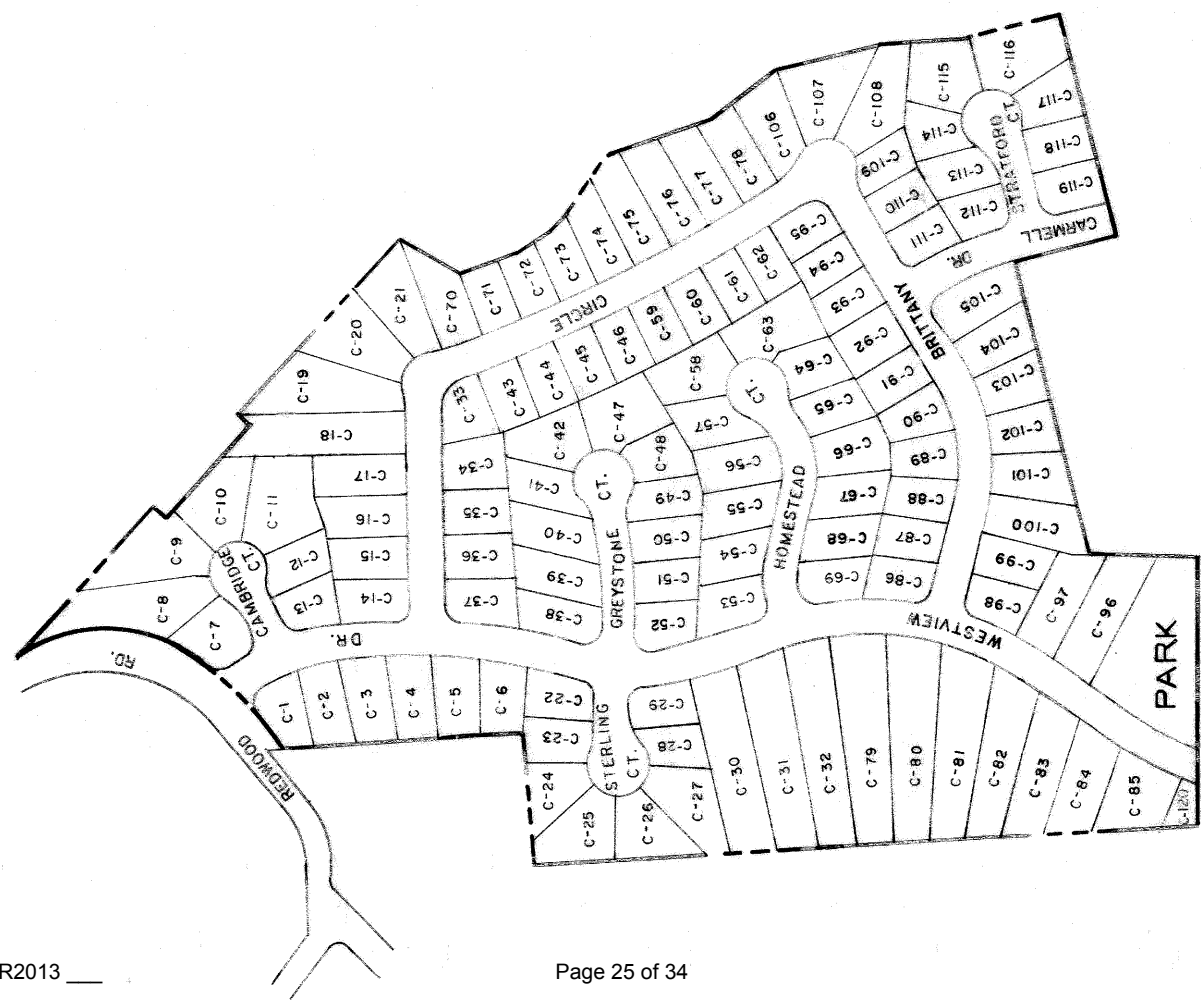 C-116
C-115
C-117
C-107
C-108
C-114
C-118
C-106
C-109
C-113
C-119
C-78
C-110
C-112
STRATFORD CT.
C-77
C-111
CARMELL DR.
C-76
C-95
C-75
C-62
C-94
C-74
C-61
C-93
C-105
C-73
C-60
C-63
C-92
BRITTANY CIRCLE
C-104
C-72
C-59
C-64
C-91
C-103
C-71
C-46
C-58
C-65
C-90
C-102
C-70
C-45
C-57
C-66
C-89
C-101
C-21
C-44
C-47
C-56
C-67
C-88
C-100
C-20
C-43
C-42
C-48
C-55
C-68
C-87
C-99
C-19
C-33
C-41
C-49
C-54
C-69
C-86
C-98
C-18
C-34
C-40
C-50
C-53
HOMESTEAD CT.
C-97
C-17
C-35
C-39
C-51
C-96
C-16
C-36
C-38
C-52
GREYSTONE CT.
PARK
C-15
C-37
C-14
C-10
C-11
C-12
C-13
C-9
C-8
C-7
CAMBRIDGE CT.
WESTVIEW DR.
REDWOOD RD.
C-1
C-2
C-3
C-4
C-5
C-6
C-22
C-23
C-24
C-25
C-26
C-27
C-28
C-29
STERLING CT.
C-30
C-31
C-32
C-79
C-80
C-81
C-82
C-83
C-84
C-85
C-120
R2013 ___
Page 25 of 34